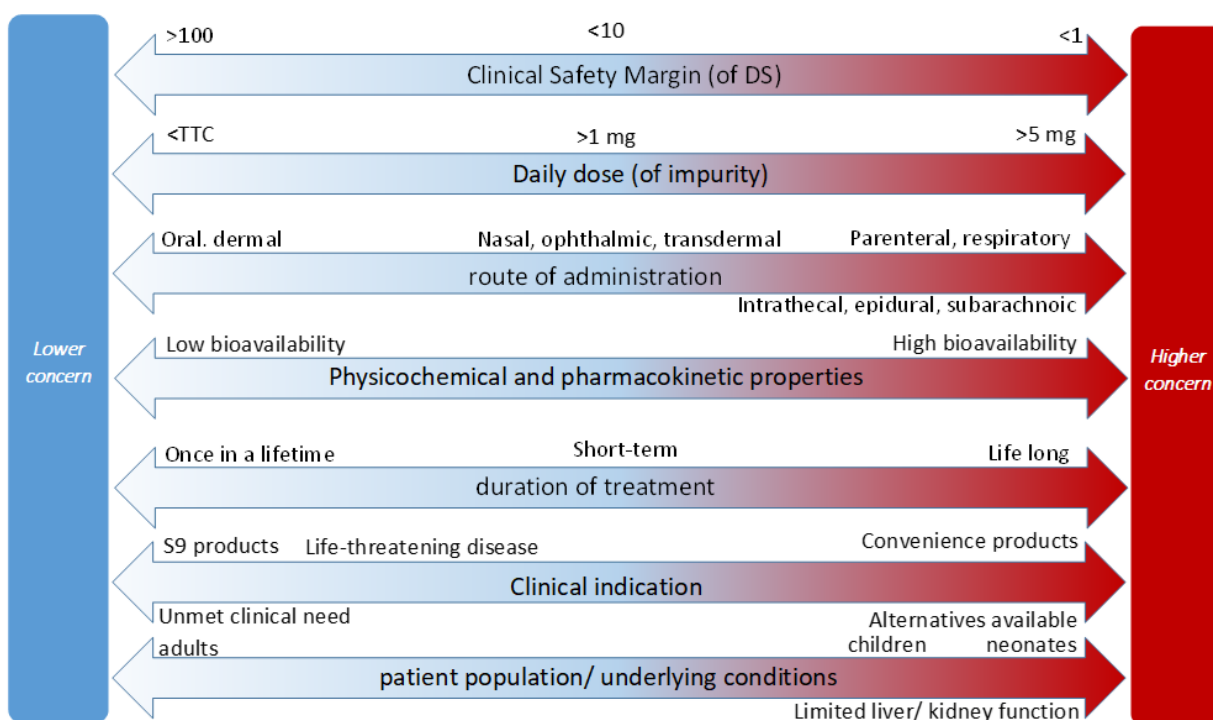 >100
<10
<1
Clinical Safety Margin (of DS)
<TTC
>1 mg
>5 mg
Daily dose (of impurity)
Oral. dermal
Nasal, ophthalmic, transdermal
Parenteral, respiratory
route of administration
Intrathecal, epidural, subarachnoic
Lower
concern
Higher
concern
Low bioavailability
High bioavailability
Physicochemical and pharmacokinetic properties
Once in a lifetime
Short-term
Life long
duration of treatment
S9 products
Life-threatening disease
Convenience products
Clinical indication
Unmet clinical need
Alternatives available
adults
children
neonates
patient population/ underlying conditions
Limited liver/ kidney function